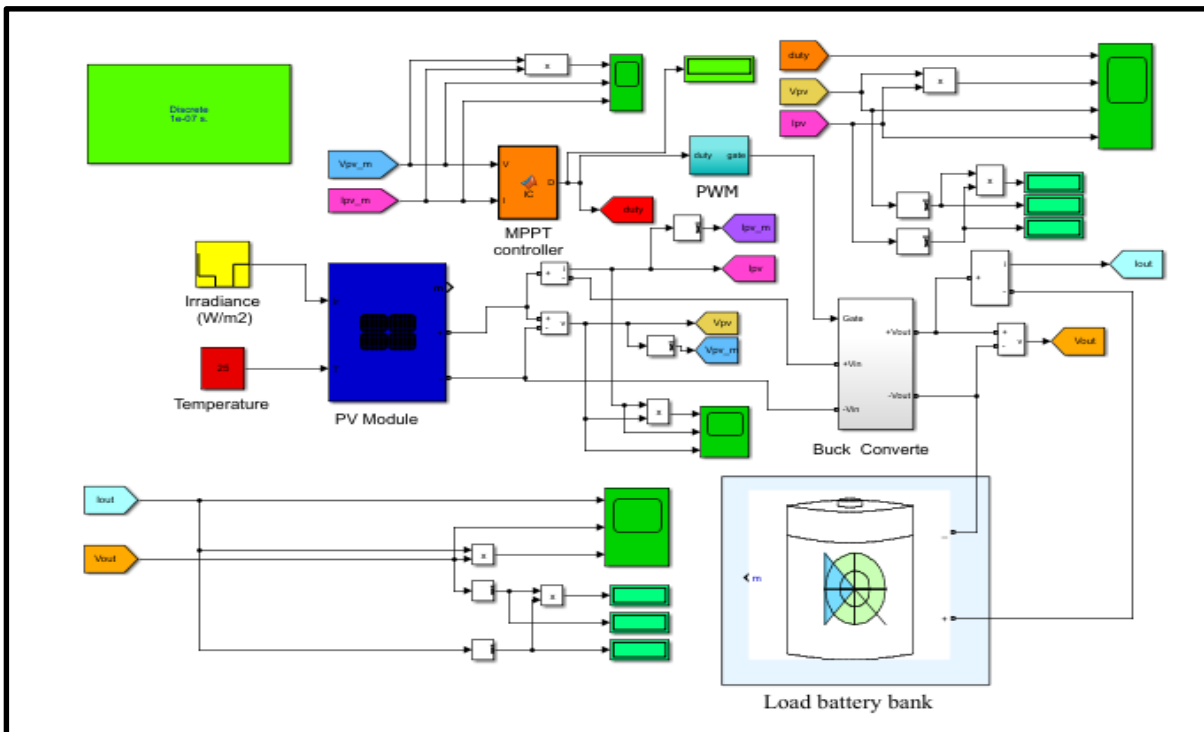 Discrete
1e-07 s.
Vpv_m
Ipv_m
x
V
I
IC
D
MPPT
controller
duty gate
PWM
duty
Ipv_m
Ipv
duty
Vpv
Ipv
x
x
Irradiance
(W/m2)
25
Temperature
m
PV Module
+
i
-
+
-
v
Vpv
Vpv_m
x
Gate
+Vout
+Vin
-Vout
-Vin
Buck Converte
+
i
-
Iout
+
-
v
Vout
Iout
Vout
x
x
m
–
+
Load battery bank